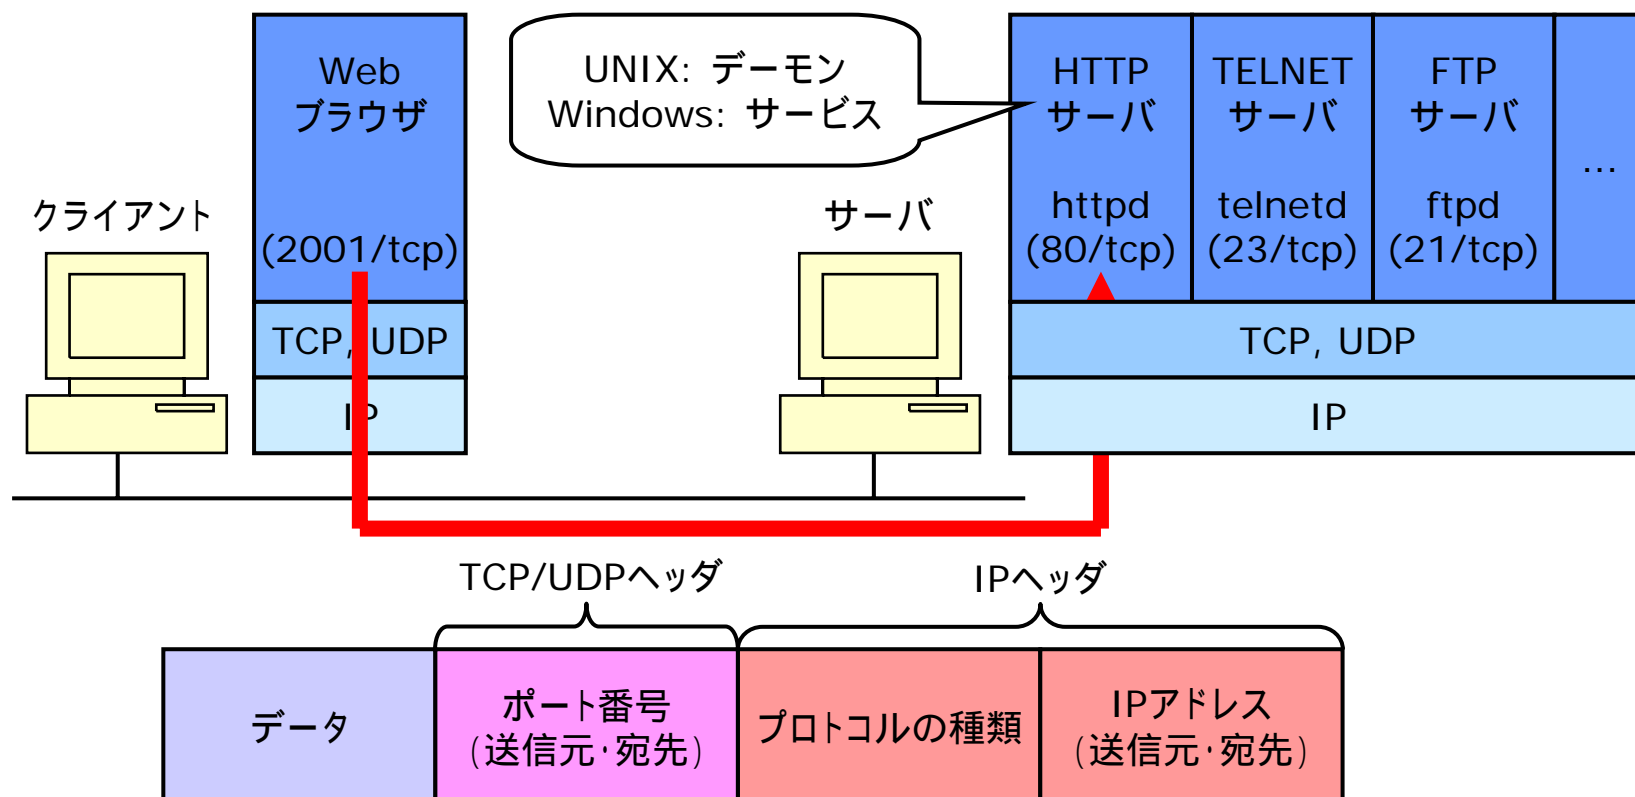 Web
ブラウザ
(2001/tcp)
TCP, UDP
IP
クライアント
UNIX: デーモン
Windows: サービス
サーバ
HTTP
サーバ
httpd
(80/tcp)
TELNET
サーバ
telnetd
(23/tcp)
FTP
サーバ
ftpd
(21/tcp)
...
TCP, UDP
IP
TCP/UDPヘッダ
IPヘッダ
データ
ポート番号
(送信元・宛先)
プロトコルの種類
IPアドレス
(送信元・宛先)